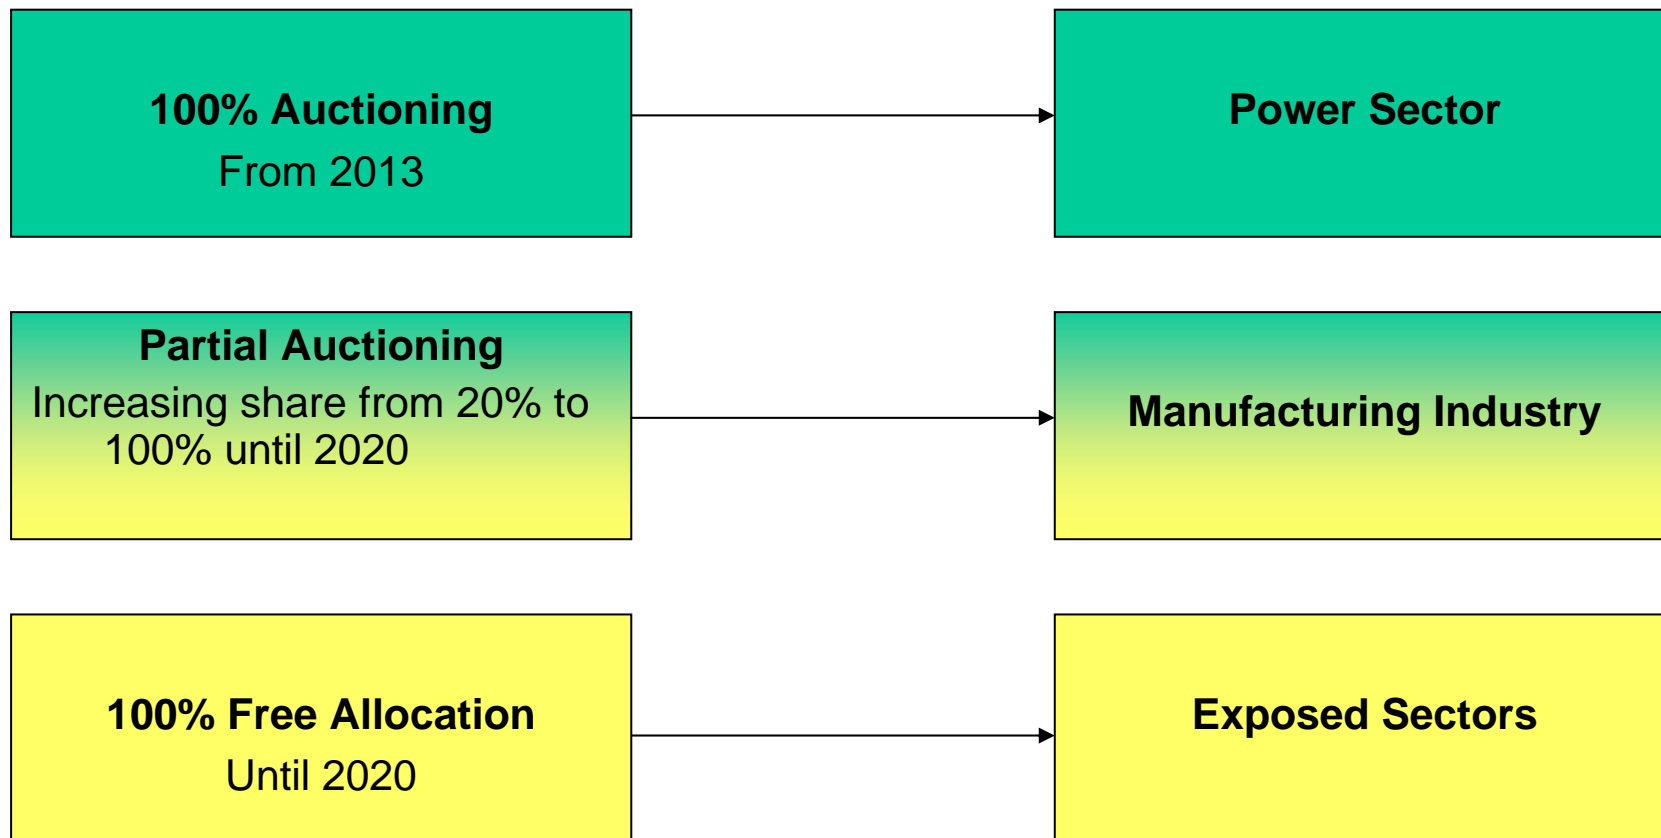 100% Auctioning
From 2013
Power Sector
Partial Auctioning
Increasing share from 20% to
100% until 2020
Manufacturing Industry
100% Free Allocation
Until 2020
Exposed Sectors